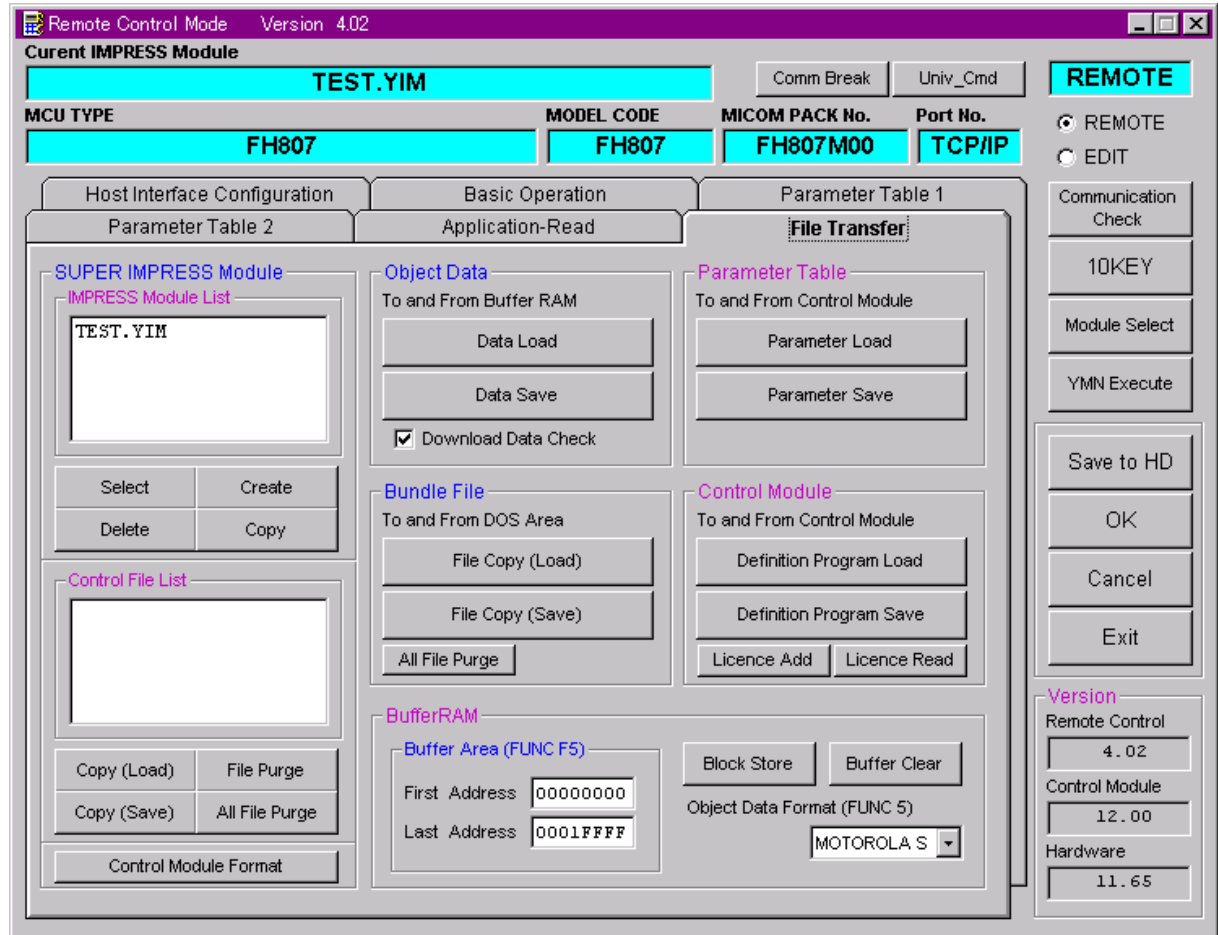 Remote Control Mode Version 4.02
Curent IMPRESS Module
TEST.YIM
Comm Break
Univ_Cmd
REMOTE
MCU TYPE
MODEL CODE
MICOM PACK No.
Port No.
FH807
FH807
FH807M00
TCP/IP
REMOTE
EDIT
Host Interface Configuration
Basic Operation
Parameter Table 1
Parameter Table 2
Application-Read
File Transfer
SUPER IMPRESS Module
IMPRESS Module List
TEST.YIM
Select
Create
Delete
Copy
Control File List
Copy (Load)
File Purge
Copy (Save)
All File Purge
Control Module Format
Object Data
To and From Buffer RAM
Data Load
Data Save
Download Data Check
Parameter Table
To and From Control Module
Parameter Load
Parameter Save
Bundle File
To and From DOS Area
File Copy (Load)
File Copy (Save)
All File Purge
Control Module
To and From Control Module
Definition Program Load
Definition Program Save
Licence Add
Licence Read
BufferRAM
Buffer Area (FUNC F5)
First Address
00000000
Last Address
0001FFFF
Block Store
Buffer Clear
Object Data Format (FUNC 5)
MOTOROLA S
Communication
Check
10KEY
Module Select
YMN Execute
Save to HD
OK
Cancel
Exit
Version
Remote Control
4.02
Control Module
12.00
Hardware
11.65